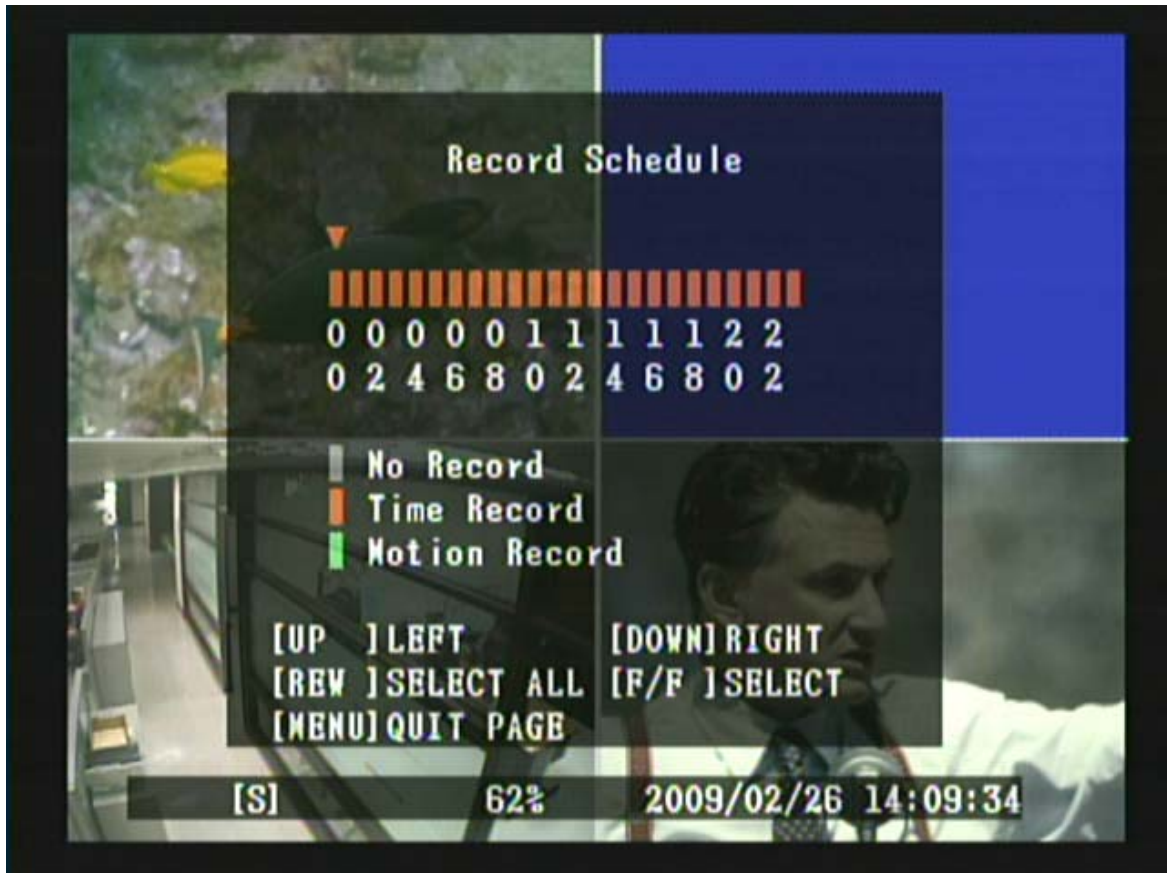 Record Schedule
0 0 0 0 0 1 1 1 1 1 2 2
0 2 4 6 8 0 2 4 6 8 0 2
No Record
Time Record
Motion Record
[UP ]LEFT [DOWN]RIGHT
[REW ]SELECT ALL [F/F ]SELECT
[MENU]QUIT PAGE
[S] 62% 2009/02/26 14:09:34